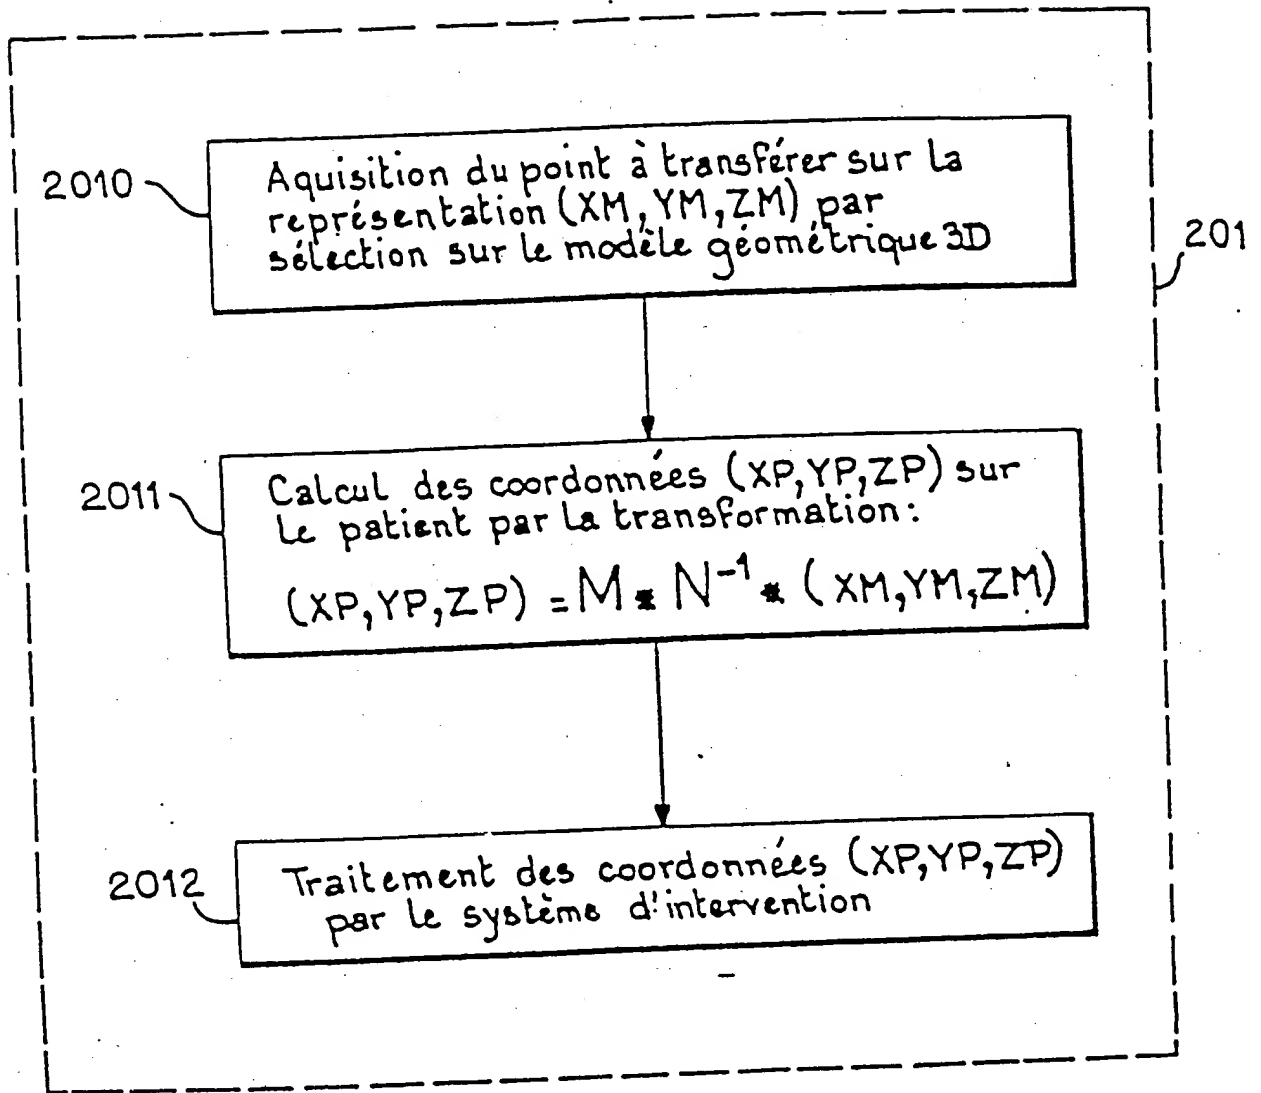 2010
Aquisition du point à transférer sur la
représentation (XM,YM,ZM) par
sélection sur le modèle géométrique 3D
201
2011
Calcul des coordonnées (XP,YP,ZP) sur
le patient par la transformation:
(XP,YP,ZP) = M * N⁻¹ * (XM,YM,ZM)
2012
Traitement des coordonnées (XP,YP,ZP)
par le système d'intervention